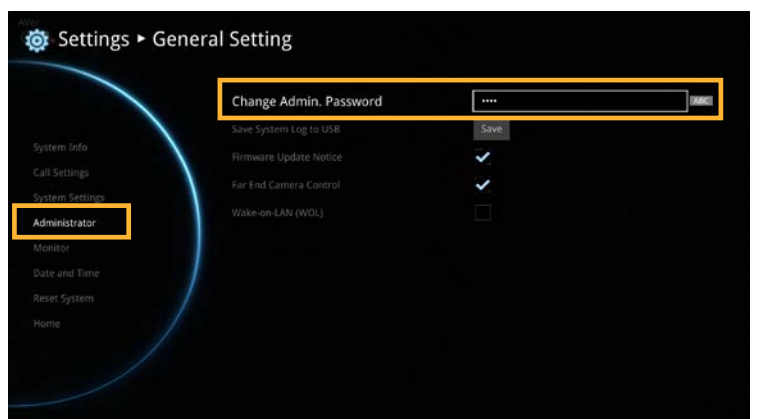 AVer
Settings ▸ General Setting
Change Admin. Password •••• ABC
Save System Log to USB Save
System Info
Firmware Update Notice
Call Settings
Far End Camera Control
System Settings
Wake-on-LAN (WOL)
Administrator
Monitor
Date and Time
Reset System
Home